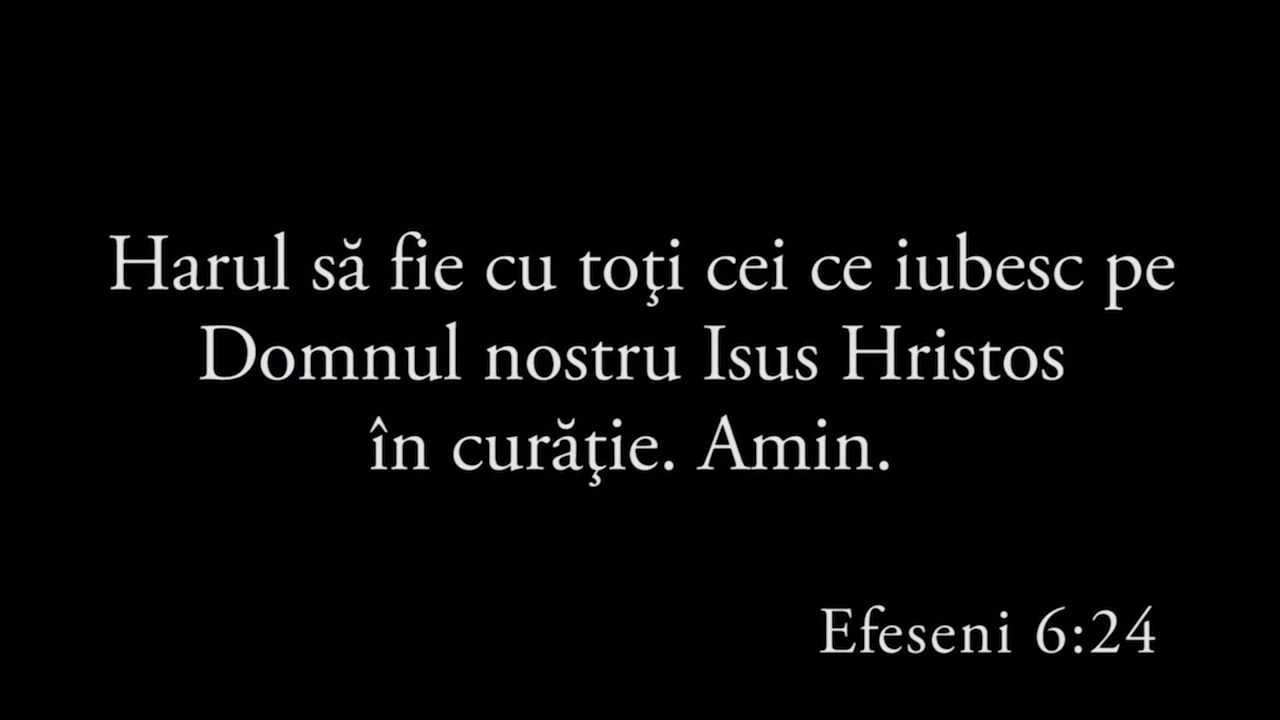 Harul să fie cu toţi cei ce iubesc pe
Domnul nostru Isus Hristos
în curăţie. Amin.
Efeseni 6:24